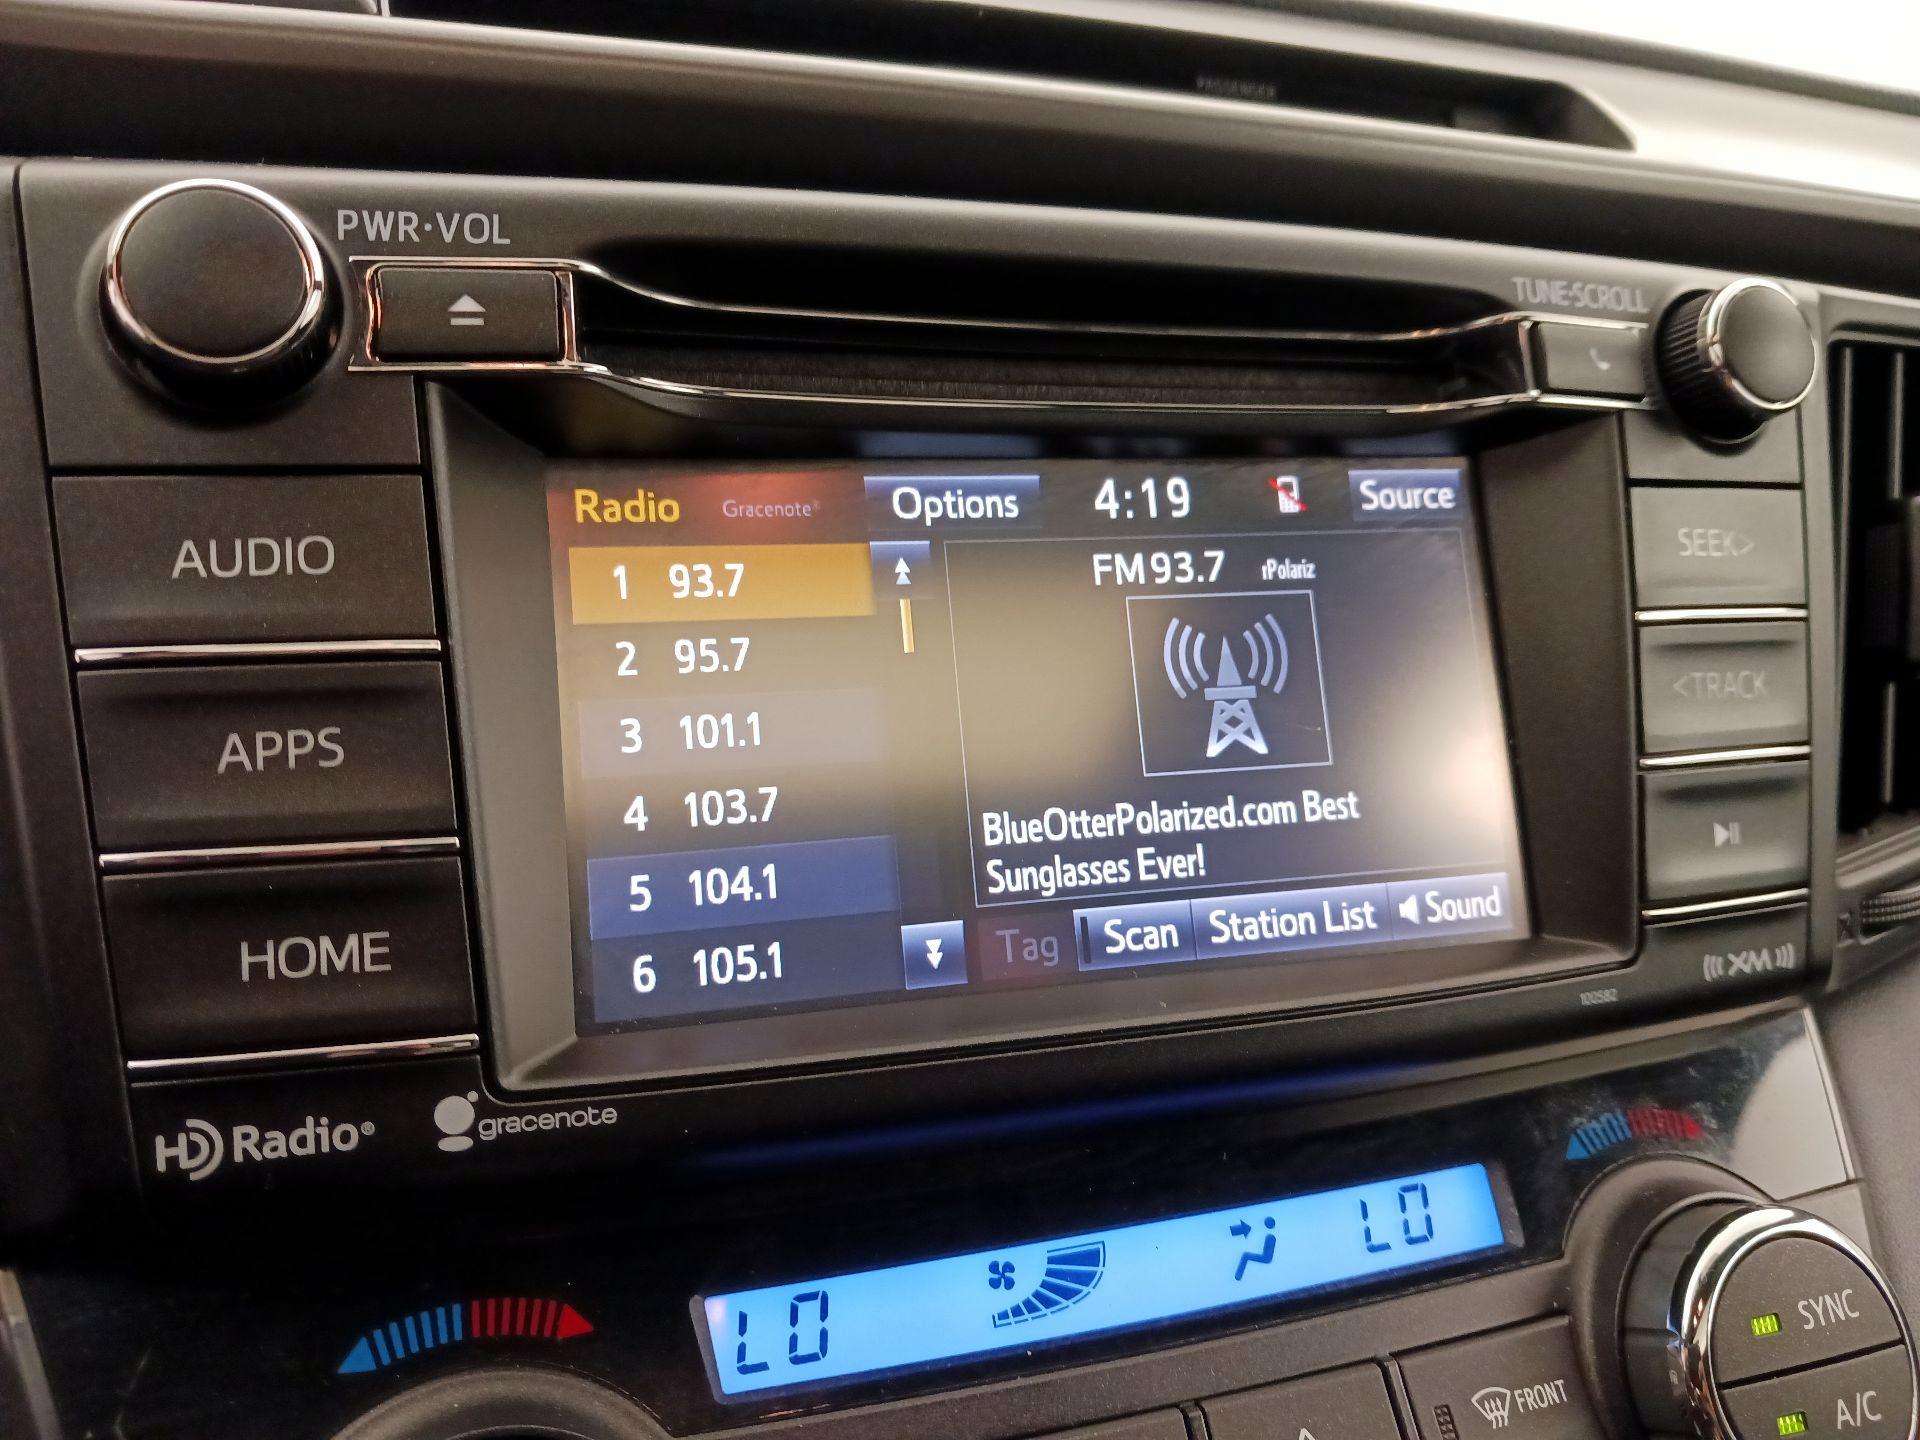 PASSENGER
PWR·VOL
TUNE·SCROLL
AUDIO
APPS
HOME
Radio Gracenote® Options 4:19 Source
1 93.7
2 95.7
3 101.1
4 103.7
5 104.1
6 105.1
FM93.7 rPolariz
BlueOtterPolarized.com Best
Sunglasses Ever!
Tag Scan Station List Sound
SEEK>
<TRACK
XM
100582
HD Radio®
gracenote
LO LO
SYNC
FRONT
A/C